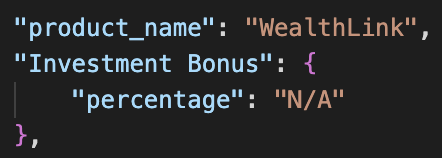 "product_name": "WealthLink",
"Investment Bonus": {
"percentage": "N/A"
},